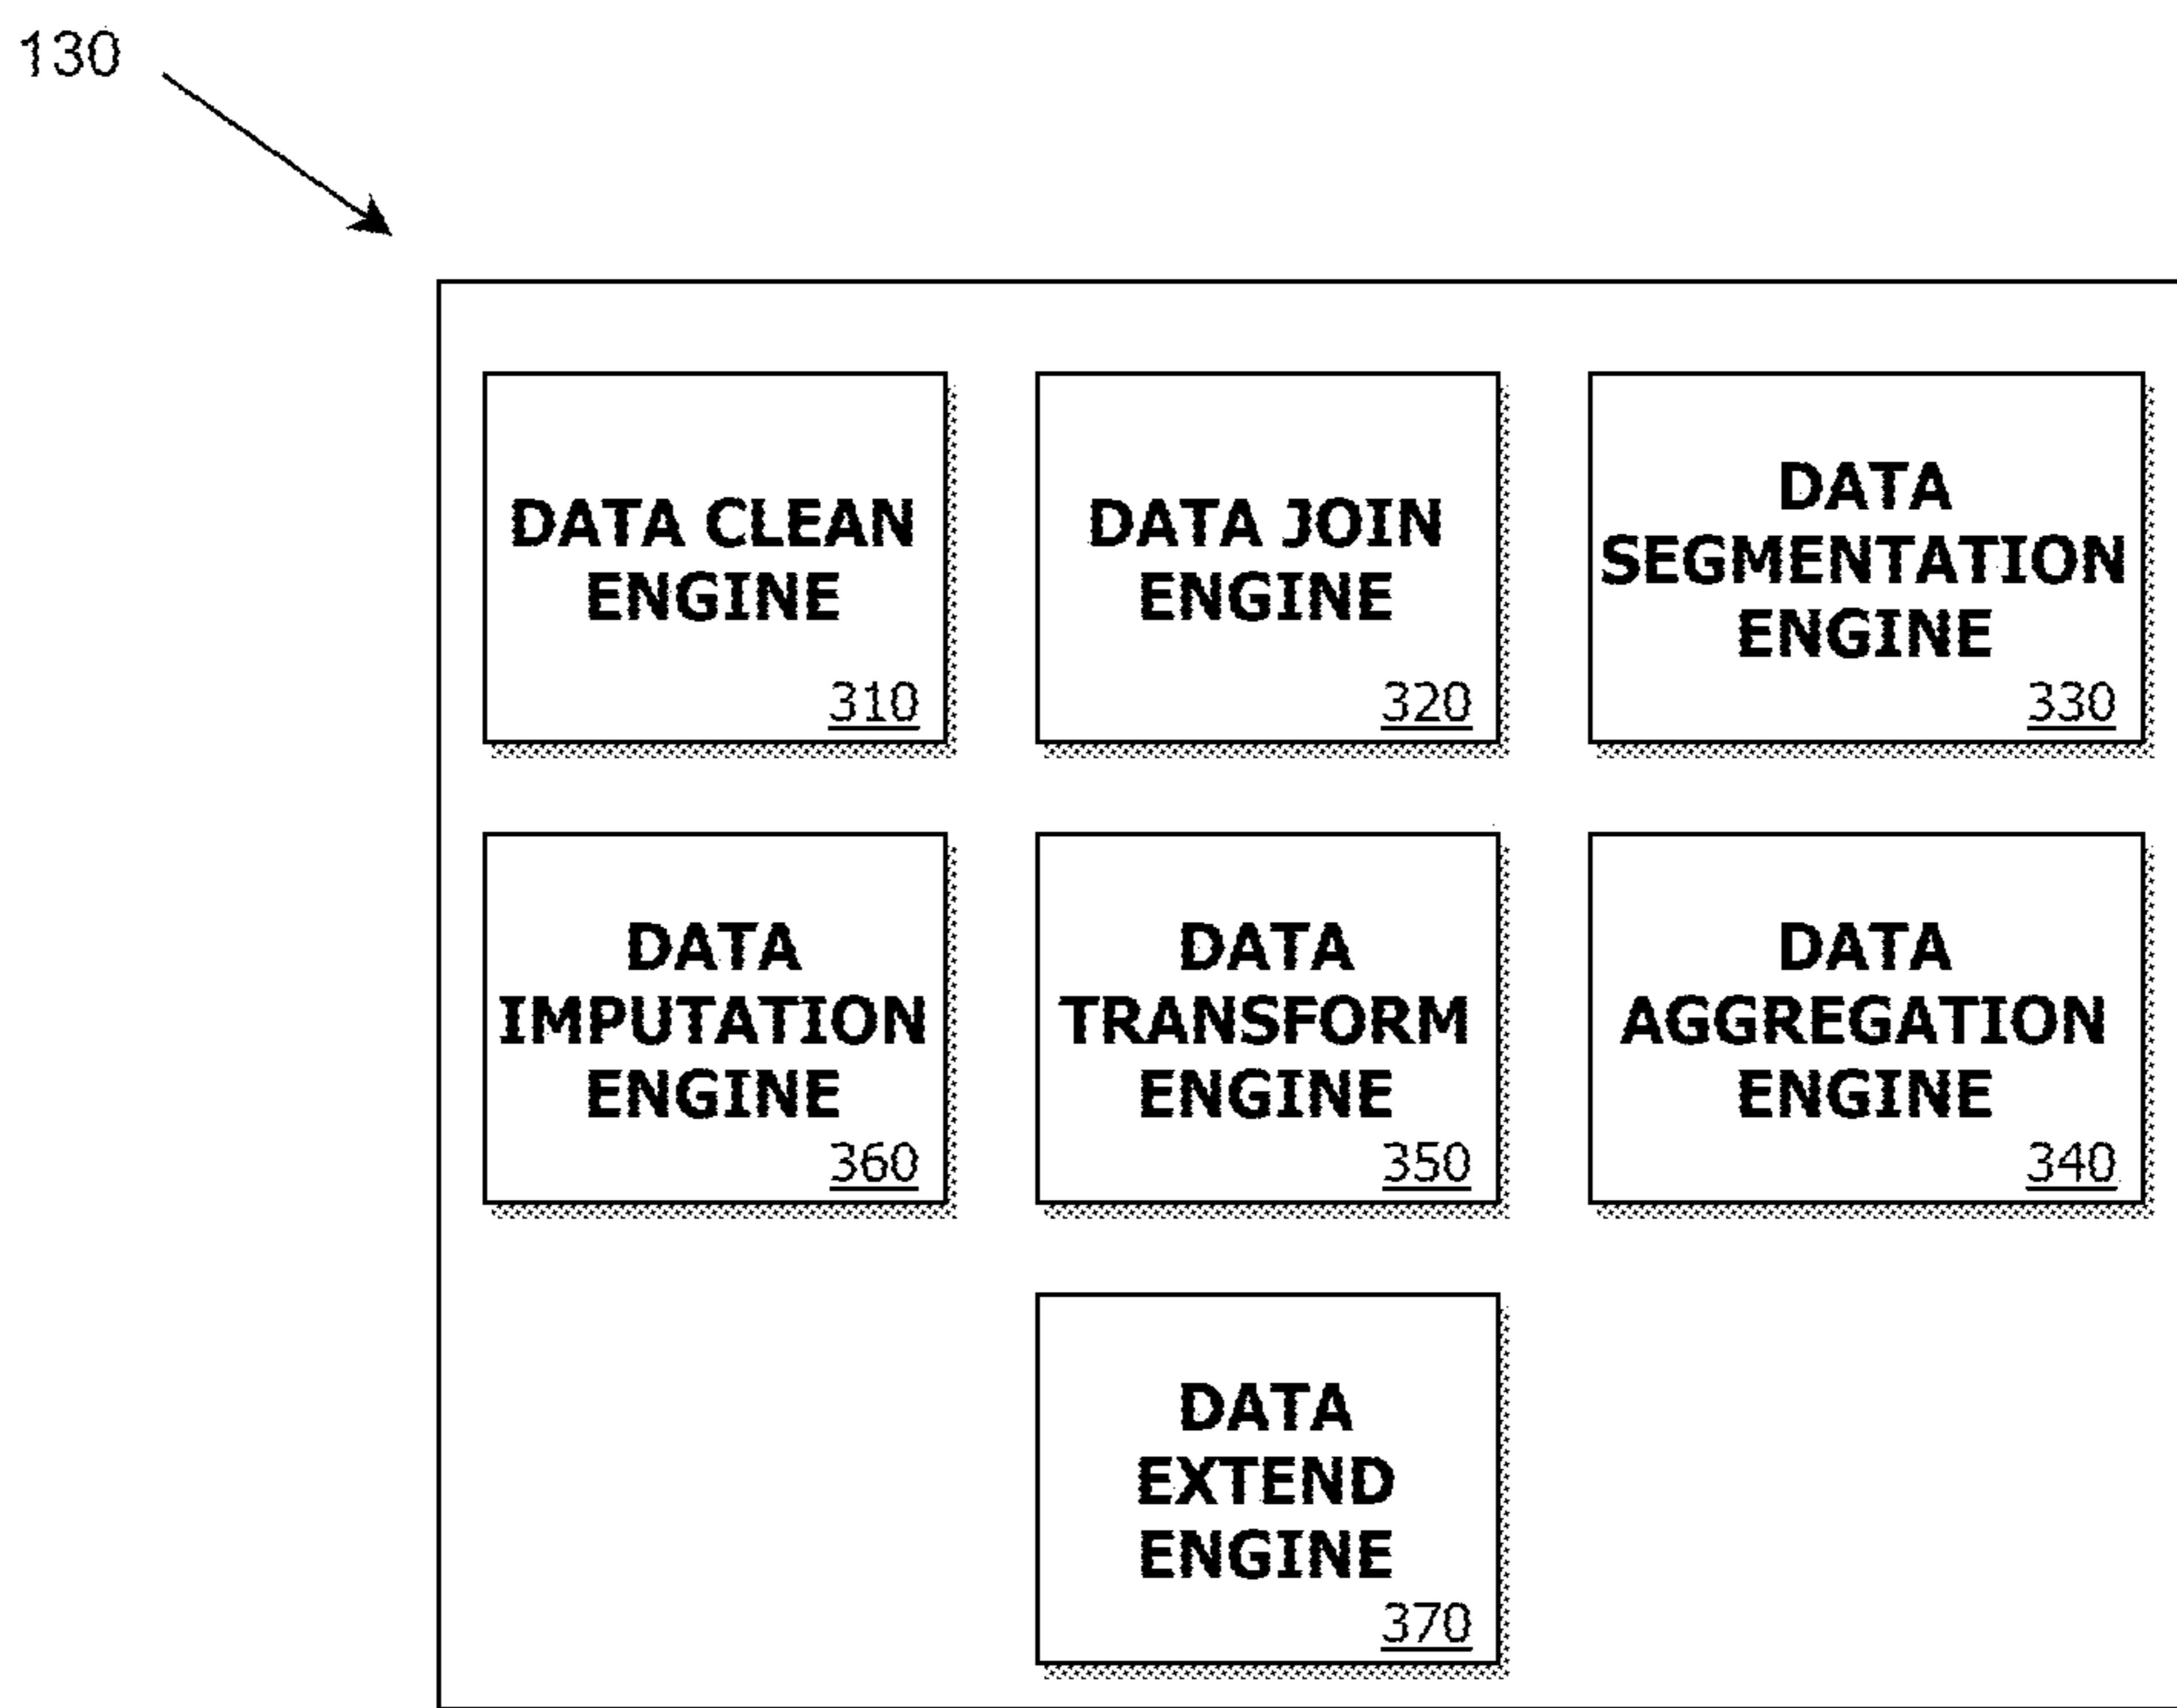 130
DATA CLEAN
ENGINE
310
DATA JOIN
ENGINE
320
DATA
SEGMENTATION
ENGINE
330
DATA
IMPUTATION
ENGINE
360
DATA
TRANSFORM
ENGINE
350
DATA
AGGREGATION
ENGINE
340
DATA
EXTEND
ENGINE
370